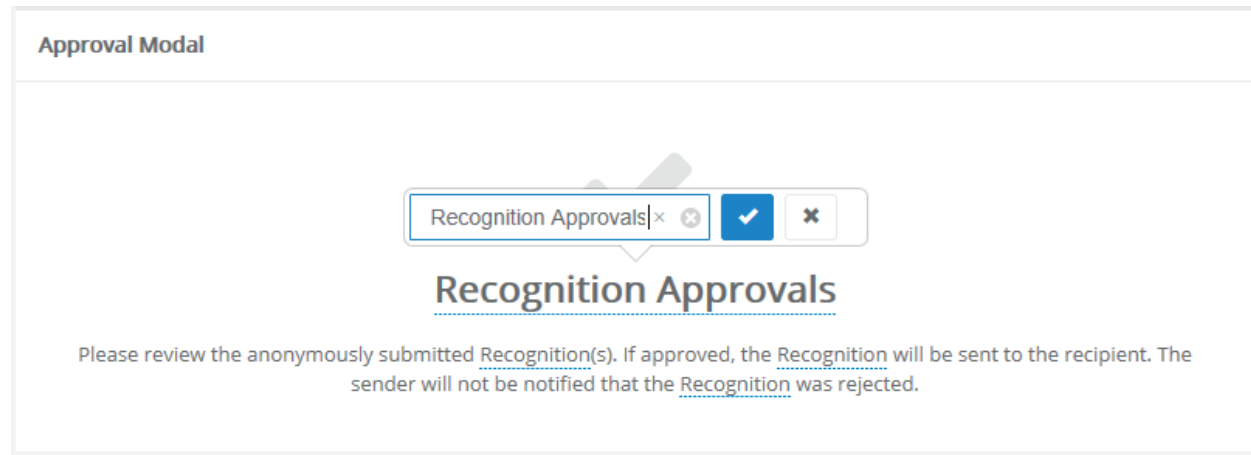 Approval Modal
Recognition Approvals
Recognition Approvals
Please review the anonymously submitted Recognition(s). If approved, the Recognition will be sent to the recipient. The
sender will not be notified that the Recognition was rejected.